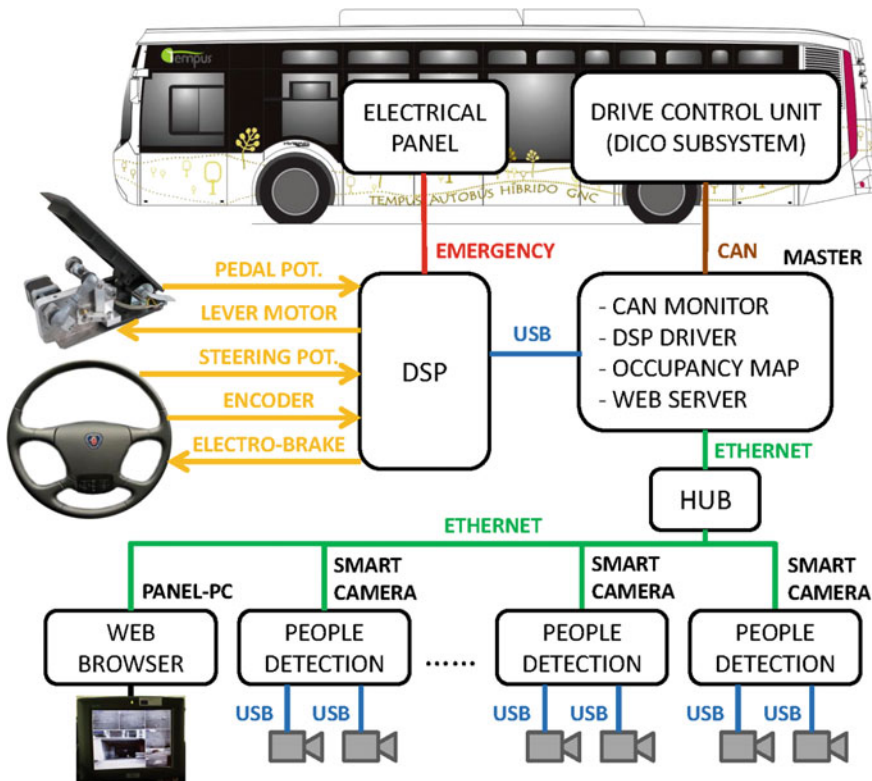 Tempus
ELECTRICAL
PANEL
DRIVE CONTROL UNIT
(DICO SUBSYSTEM)
TEMPUS AUTOBUS HÍBRIDO GNC
EMERGENCY
CAN
MASTER
PEDAL POT.
LEVER MOTOR
STEERING POT.
ENCODER
ELECTRO-BRAKE
DSP
USB
- CAN MONITOR
- DSP DRIVER
- OCCUPANCY MAP
- WEB SERVER
ETHERNET
HUB
ETHERNET
PANEL-PC
SMART
CAMERA
SMART
CAMERA
SMART
CAMERA
WEB
BROWSER
PEOPLE
DETECTION
......
PEOPLE
DETECTION
PEOPLE
DETECTION
USB
USB
USB
USB
USB
USB